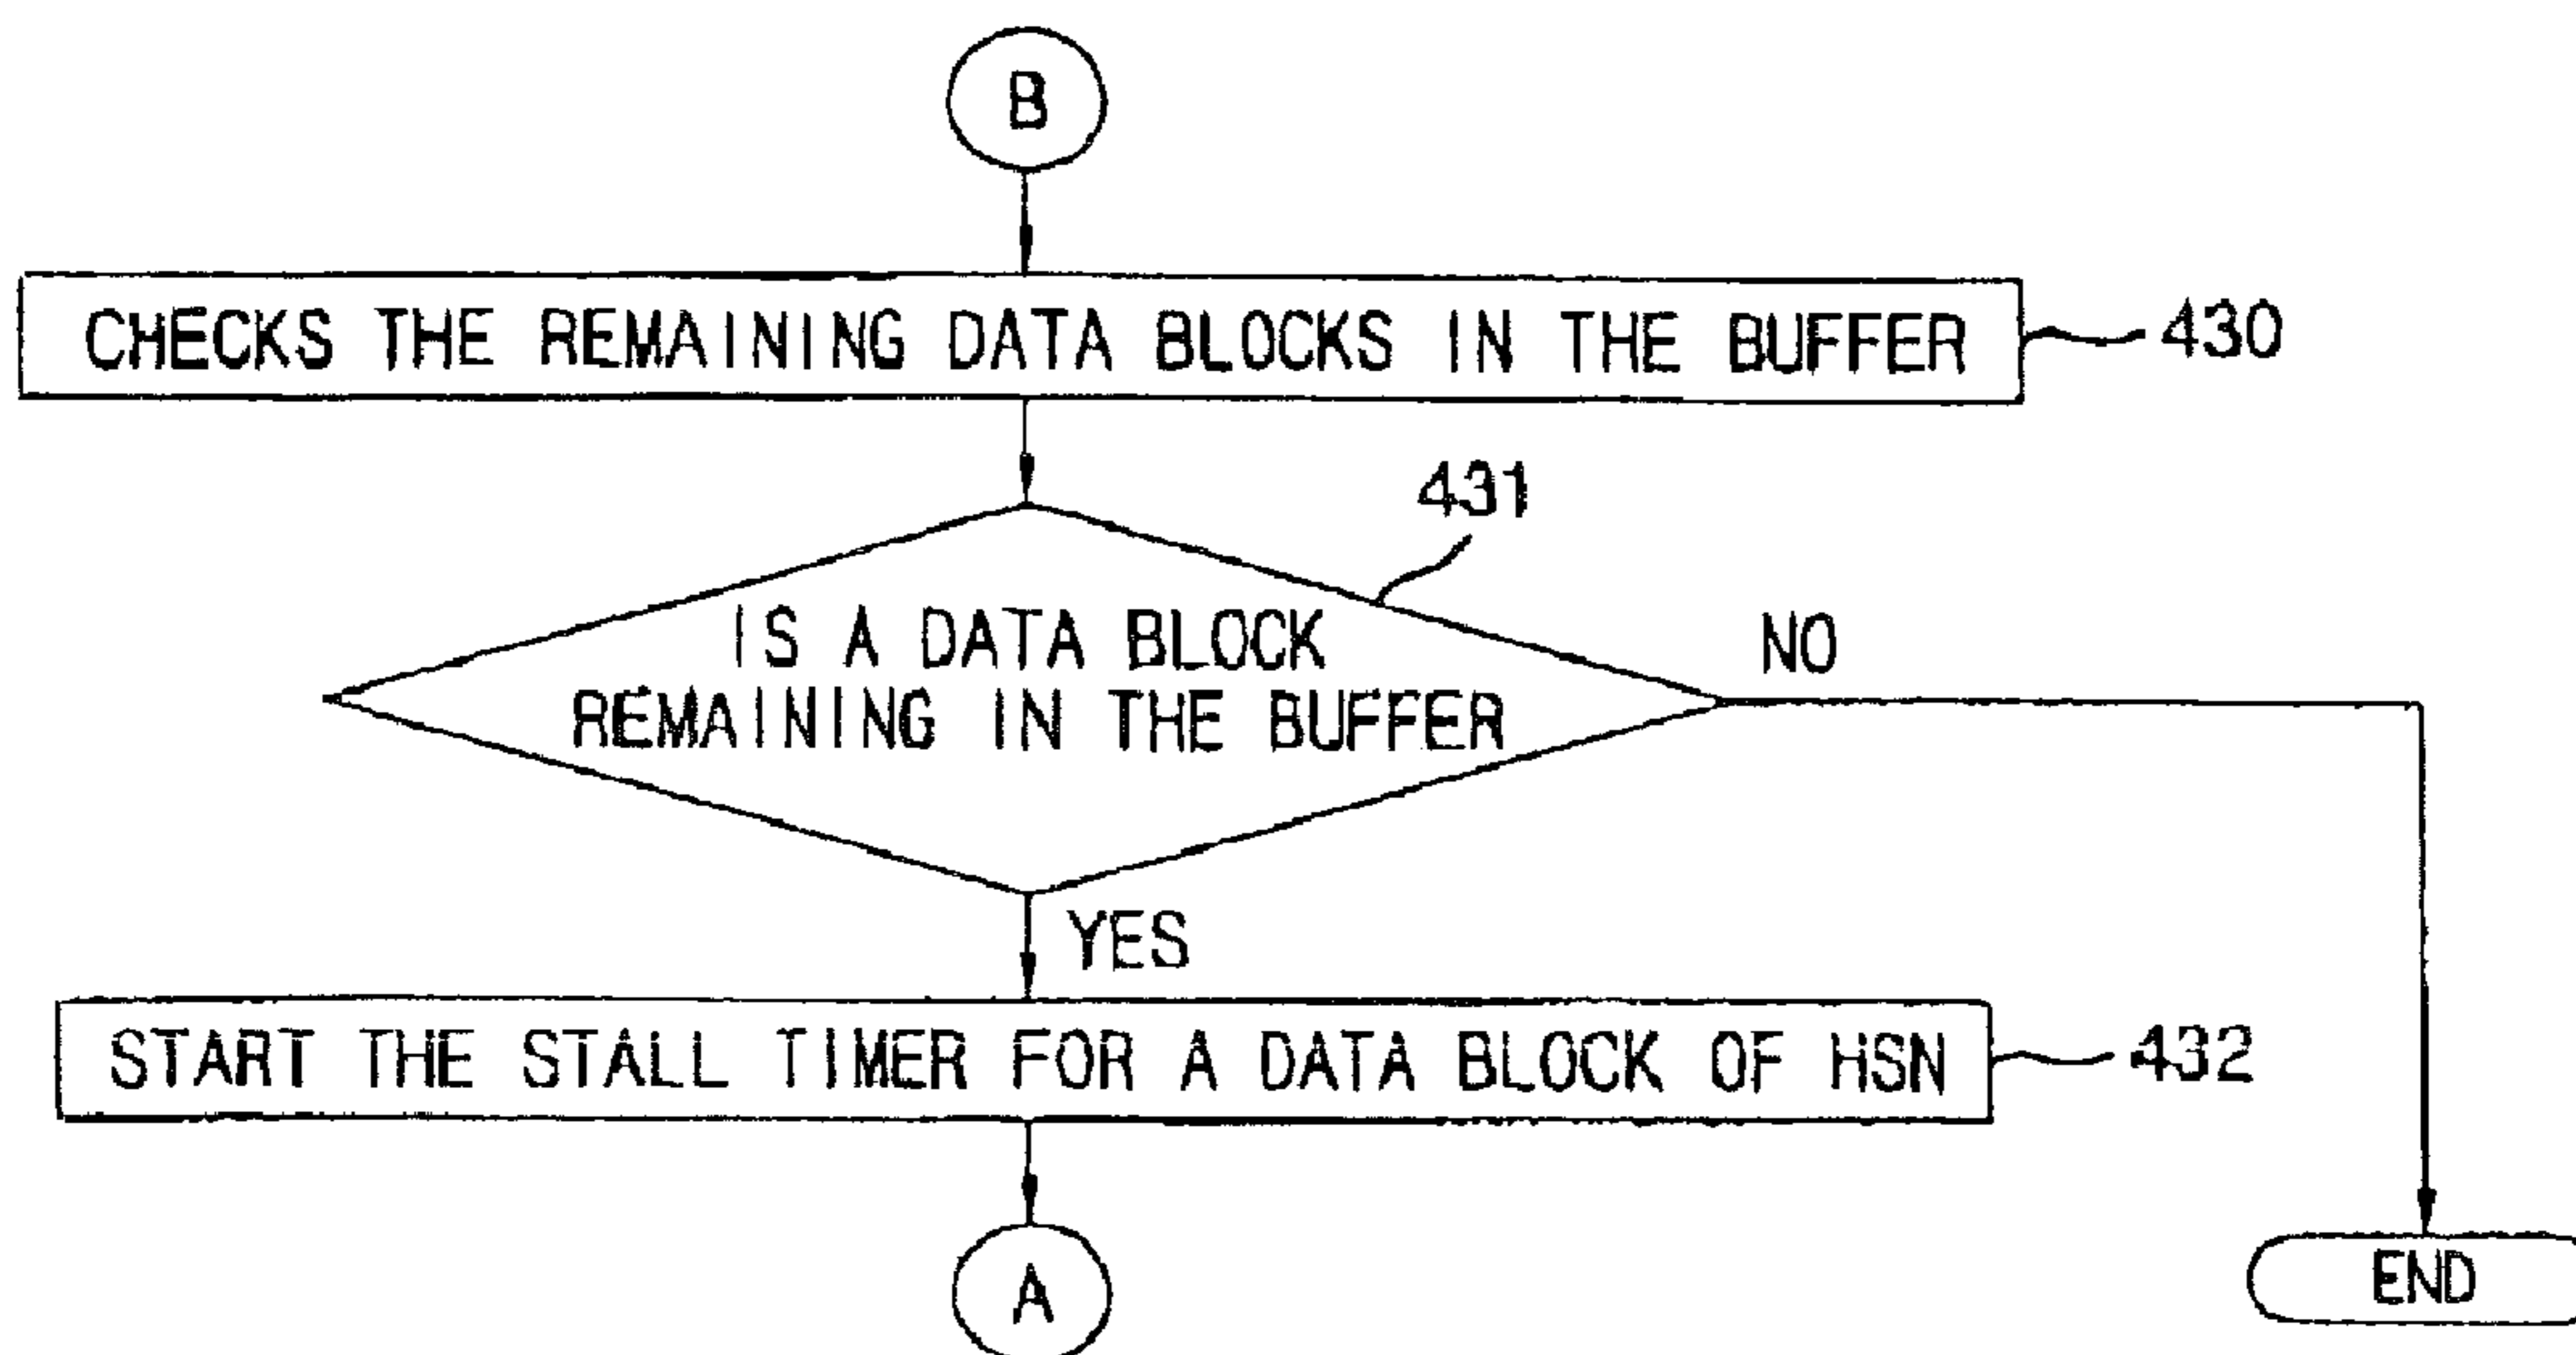 B
CHECKS THE REMAINING DATA BLOCKS IN THE BUFFER
430
431
IS A DATA BLOCK
REMAINING IN THE BUFFER
NO
YES
START THE STALL TIMER FOR A DATA BLOCK OF HSN
432
A
END